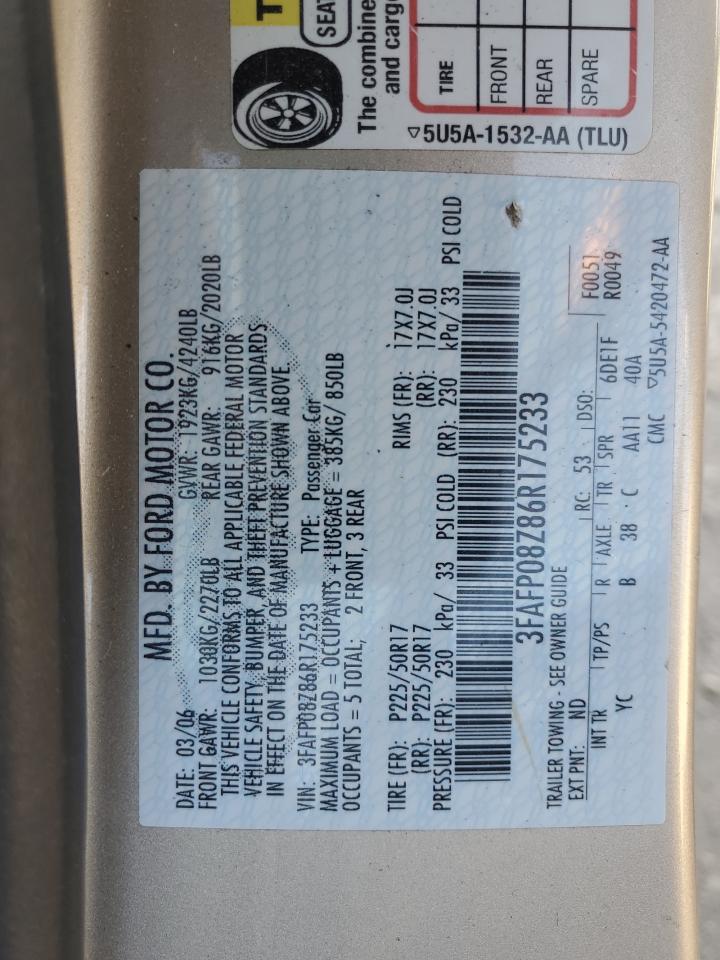 MFD. BY FORD MOTOR CO.
DATE: 03/06 GVWR: 1923KG/4240LB
FRONT GAWR: 1030KG/2270LB REAR GAWR: 916KG/2020LB
THIS VEHICLE CONFORMS TO ALL APPLICABLE FEDERAL MOTOR
VEHICLE SAFETY, BUMPER, AND THEFT PREVENTION STANDARDS
IN EFFECT ON THE DATE OF MANUFACTURE SHOWN ABOVE
VIN: 3FAFP08Z86R175233 TYPE: Passenger Car
MAXIMUM LOAD = OCCUPANTS + LUGGAGE = 385KG/ 850LB
OCCUPANTS = 5 TOTAL; 2 FRONT, 3 REAR
TIRE (FR): P225/50R17 RIMS (FR): 17X7.0J
(RR): P225/50R17 (RR): 17X7.0J
PRESSURE (FR): 230 kPa/ 33 PSI COLD (RR): 230 kPa/ 33 PSI COLD
3FAFP08Z86R175233
TRAILER TOWING - SEE OWNER GUIDE
EXT PNT: ND RC: 53 DSO: F0051
R0049
INT TR TP/PS R AXLE TR SPR 6DE1F
YC B 38 · C AA11 40A
CMC ▽5U5A-5420472-AA
SEAT
The combine
and cargo
TIRE
FRONT
REAR
SPARE
▽5U5A-1532-AA (TLU)